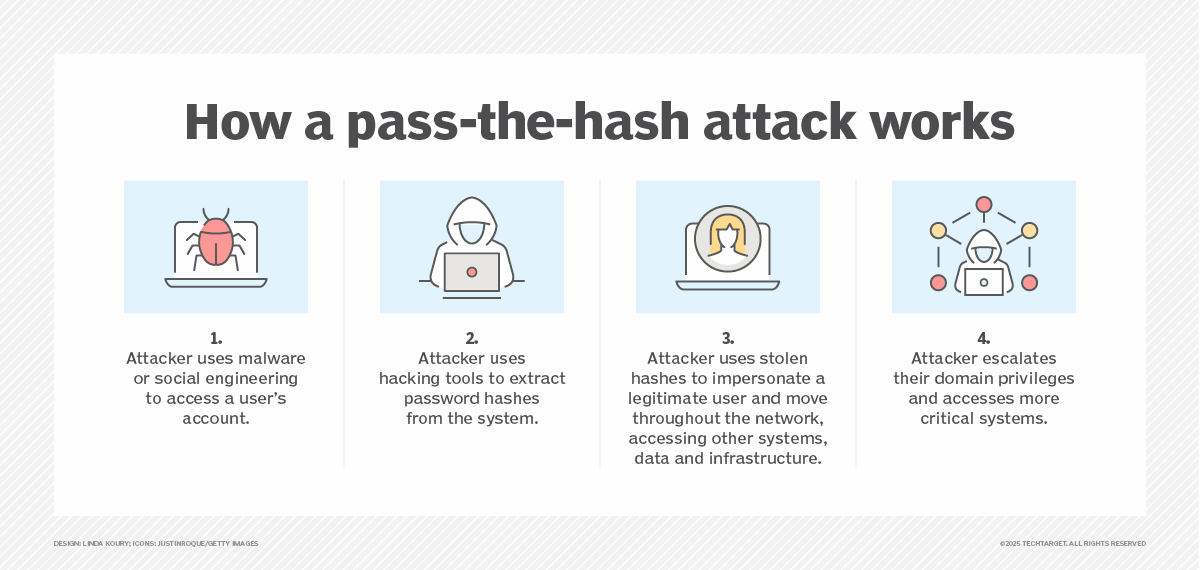 How a pass-the-hash attack works
1.
Attacker uses malware
or social engineering
to access a user’s
account.
2.
Attacker uses
hacking tools to extract
password hashes
from the system.
3.
Attacker uses stolen
hashes to impersonate a
legitimate user and move
throughout the network,
accessing other systems,
data and infrastructure.
4.
Attacker escalates
their domain privileges
and accesses more
critical systems.
DESIGN: LINDA KOURY; ICONS: JUSTINROQUE/GETTY IMAGES
©2025 TECHTARGET. ALL RIGHTS RESERVED